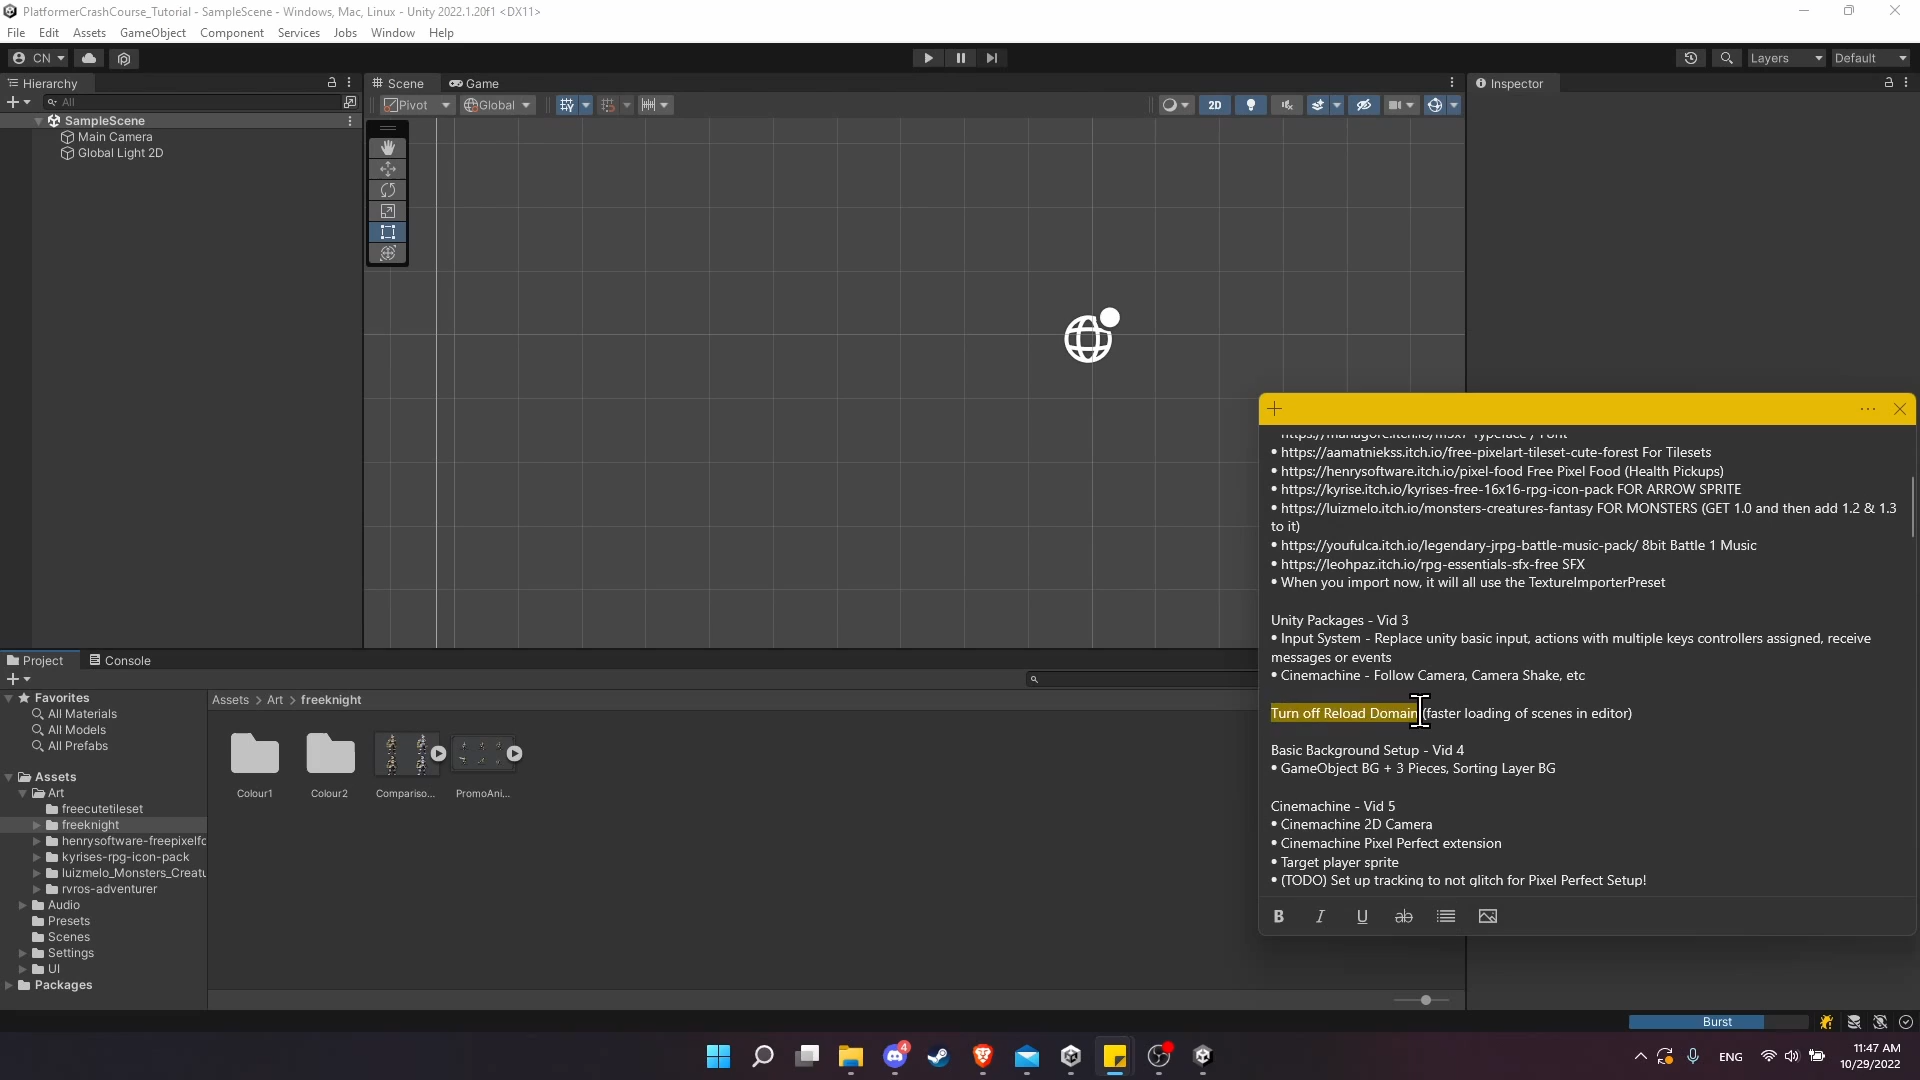 PlatformerCrashCourse_Tutorial - SampleScene - Windows, Mac, Linux - Unity 2022.1.20f1 <DX11>
File Edit Assets GameObject Component Services Jobs Window Help
CN
Layers
Default
Hierarchy
Scene
Game
Inspector
All
Pivot
Global
2D
SampleScene
Main Camera
Global Light 2D
• https://aamatniekss.itch.io/free-pixelart-tileset-cute-forest For Tilesets
• https://henrysoftware.itch.io/pixel-food Free Pixel Food (Health Pickups)
• https://kyrise.itch.io/kyrises-free-16x16-rpg-icon-pack FOR ARROW SPRITE
• https://luizmelo.itch.io/monsters-creatures-fantasy FOR MONSTERS (GET 1.0 and then add 1.2 & 1.3
to it)
• https://youfulca.itch.io/legendary-jrpg-battle-music-pack/ 8bit Battle 1 Music
• https://leohpaz.itch.io/rpg-essentials-sfx-free SFX
• When you import now, it will all use the TextureImporterPreset
Unity Packages - Vid 3
• Input System - Replace unity basic input, actions with multiple keys controllers assigned, receive
messages or events
• Cinemachine - Follow Camera, Camera Shake, etc
Turn off Reload Domain (faster loading of scenes in editor)
Basic Background Setup - Vid 4
• GameObject BG + 3 Pieces, Sorting Layer BG
Cinemachine - Vid 5
• Cinemachine 2D Camera
• Cinemachine Pixel Perfect extension
• Target player sprite
• (TODO) Set up tracking to not glitch for Pixel Perfect Setup!
B I U ab
Project
Console
Favorites
All Materials
All Models
All Prefabs
Assets
Art
freecutetileset
freeknight
henrysoftware-freepixelfo
kyrises-rpg-icon-pack
luizmelo_Monsters_Creatu
rvros-adventurer
Audio
Presets
Scenes
Settings
UI
Packages
Assets > Art > freeknight
Colour1
Colour2
Compariso...
PromoAni...
Burst
4
ENG
11:47 AM
10/29/2022